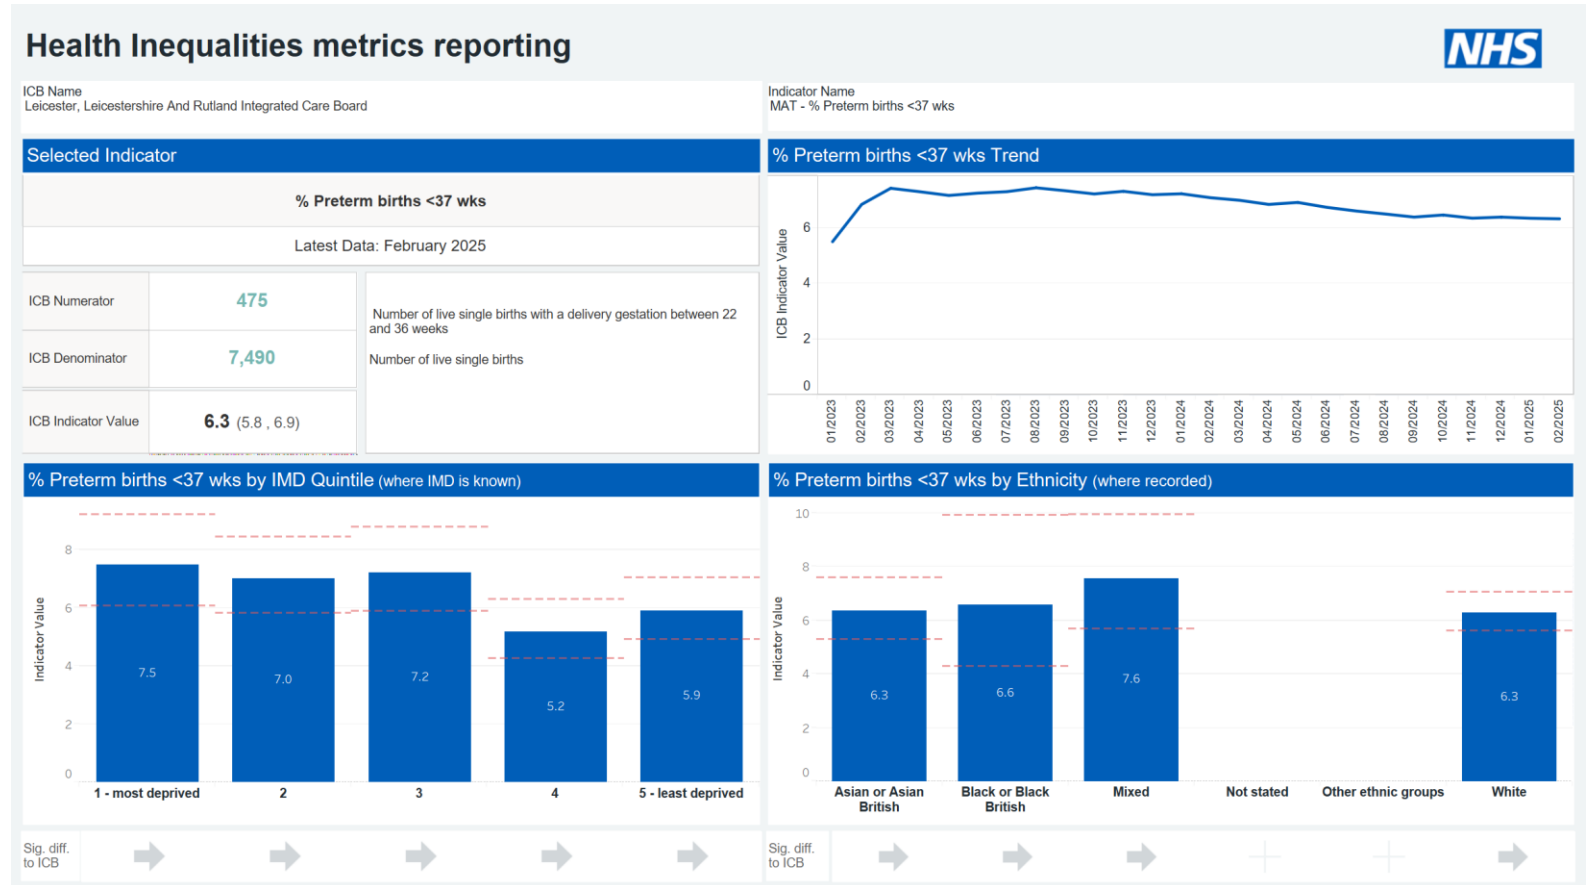 Health Inequalities metrics reporting
NHS
ICB Name
Leicester, Leicestershire And Rutland Integrated Care Board
Indicator Name
MAT - % Preterm births <37 wks
Selected Indicator
% Preterm births <37 wks
Latest Data: February 2025
ICB Numerator
475
ICB Denominator
7,490
ICB Indicator Value
6.3 (5.8 , 6.9)
Number of live single births with a delivery gestation between 22
and 36 weeks
Number of live single births
% Preterm births <37 wks Trend
ICB Indicator Value
6
4
2
0
01/2023
02/2023
03/2023
04/2023
05/2023
06/2023
07/2023
08/2023
09/2023
10/2023
11/2023
12/2023
01/2024
02/2024
03/2024
04/2024
05/2024
06/2024
07/2024
08/2024
09/2024
10/2024
11/2024
12/2024
01/2025
02/2025
% Preterm births <37 wks by IMD Quintile (where IMD is known)
Indicator Value
8
6
4
2
0
7.5
7.0
7.2
5.2
5.9
1 - most deprived
2
3
4
5 - least deprived
Sig. diff.
to ICB
% Preterm births <37 wks by Ethnicity (where recorded)
Indicator Value
10
8
6
4
2
0
6.3
6.6
7.6
6.3
Asian or Asian
British
Black or Black
British
Mixed
Not stated
Other ethnic groups
White
Sig. diff.
to ICB